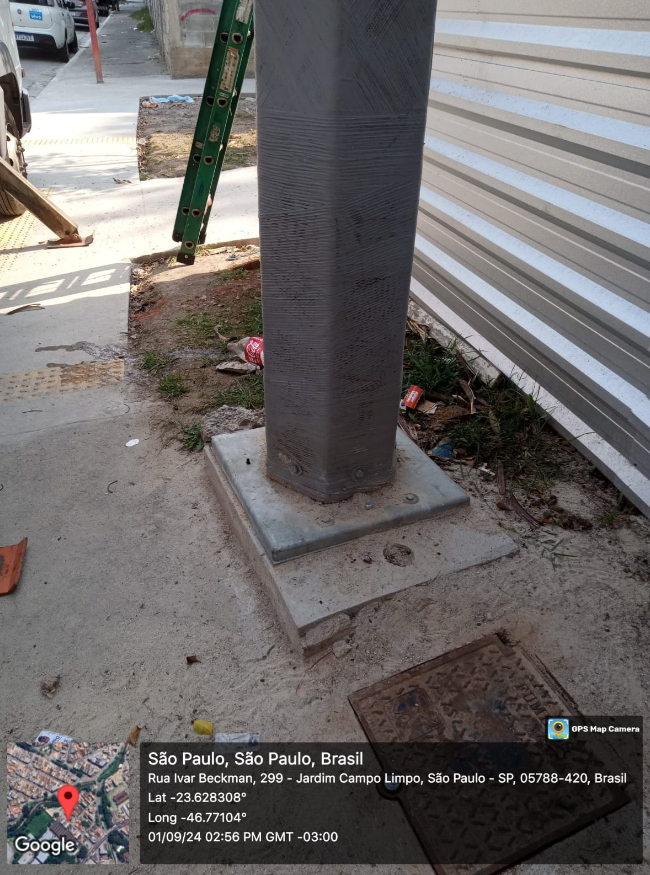 GPS Map Camera
São Paulo, São Paulo, Brasil
Rua Ivar Beckman, 299 - Jardim Campo Limpo, São Paulo - SP, 05788-420, Brasil
Lat -23.628308°
Long -46.77104°
01/09/24 02:56 PM GMT -03:00
Google